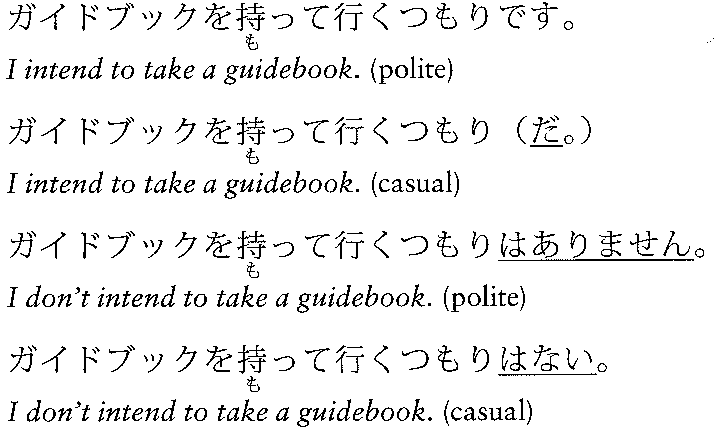 ガイドブックを持って行くつもりです。
も
I intend to take a guidebook. (polite)
ガイドブックを持って行くつもり（だ。）
も
I intend to take a guidebook. (casual)
ガイドブックを持って行くつもりはありません。
も
I don't intend to take a guidebook. (polite)
ガイドブックを持って行くつもりはない。
も
I don't intend to take a guidebook. (casual)